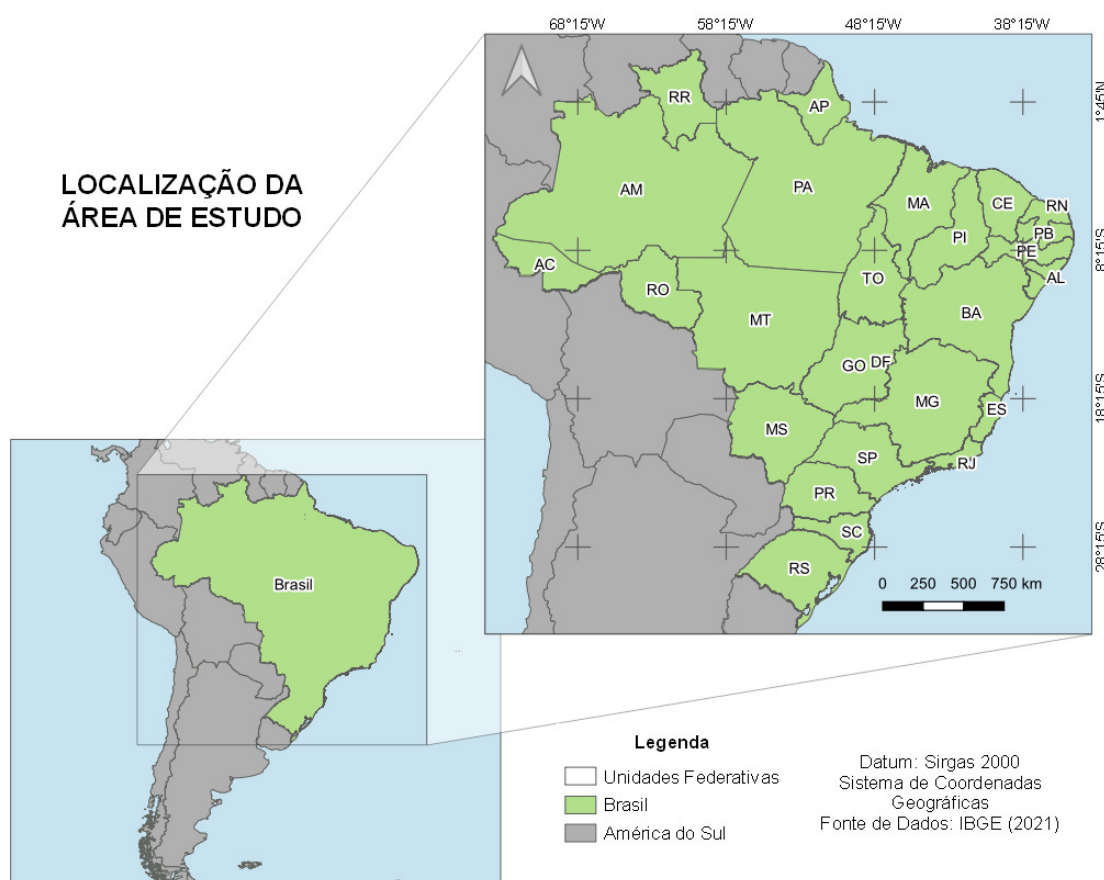 68°15'W 58°15'W 48°15'W 38°15'W
LOCALIZAÇÃO DA
ÁREA DE ESTUDO
RR
AP
1°45'N
AM
PA
MA
CE
RN
PI
PB
PE
8°15'S
AC
TO
AL
RO
BA
MT
GO
DF
18°15'S
MG
ES
MS
SP
RJ
PR
SC
28°15'S
RS
0 250 500 750 km
Brasil
Legenda
Unidades Federativas
Brasil
América do Sul
Datum: Sirgas 2000
Sistema de Coordenadas
Geográficas
Fonte de Dados: IBGE (2021)